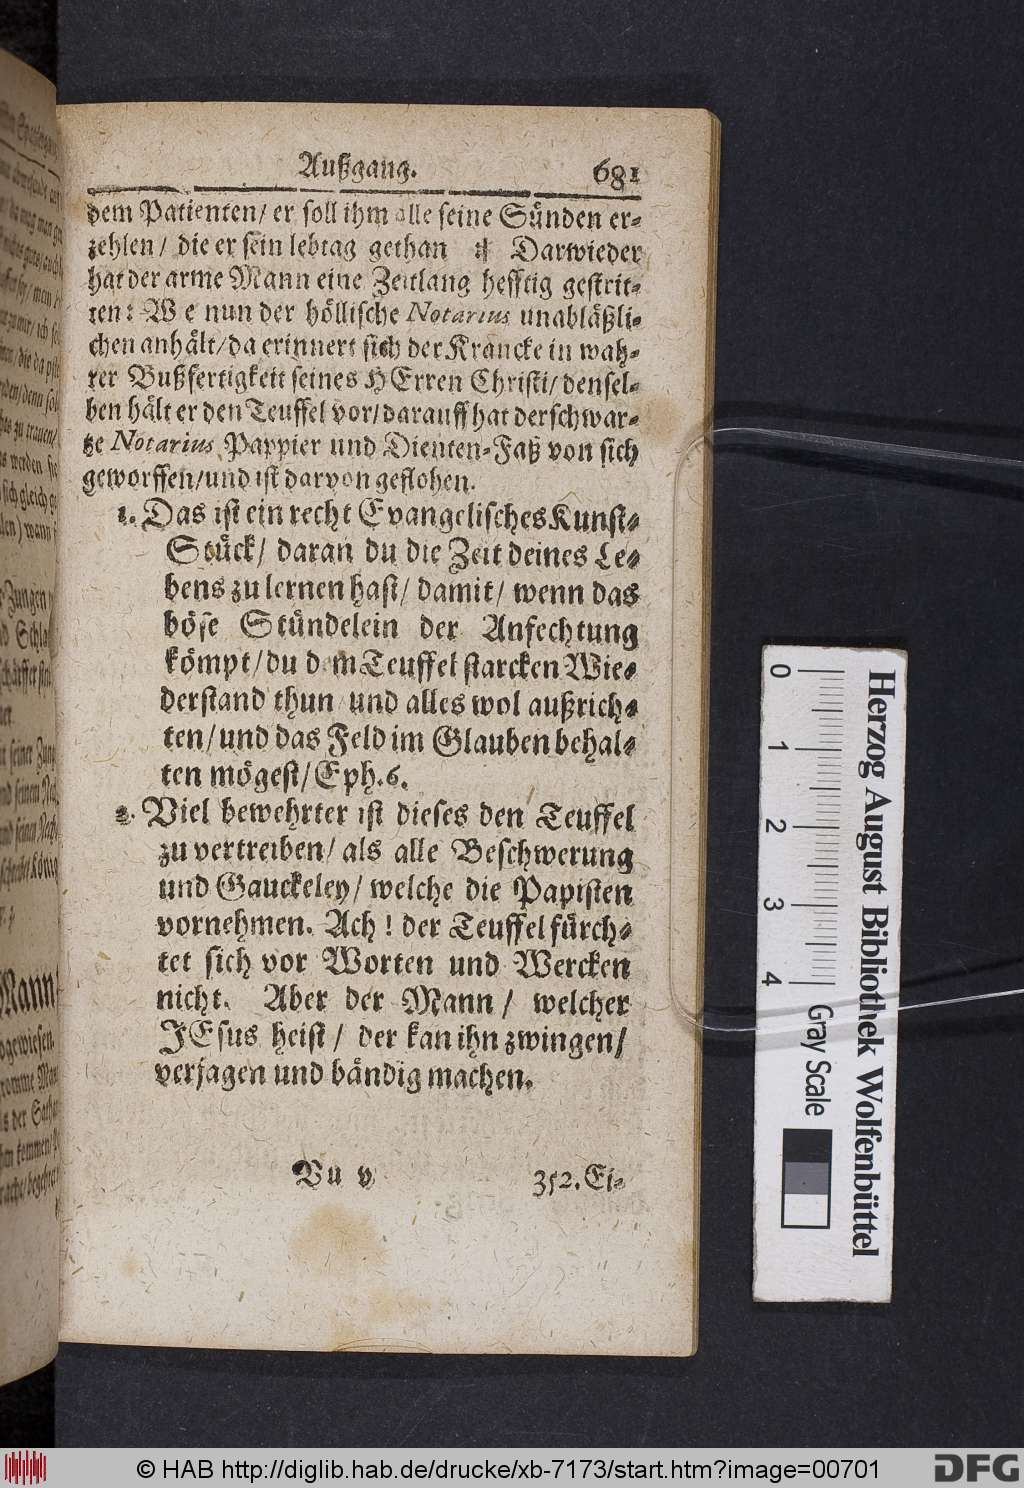 Außgang. 681
dem Patienten/ er soll ihm alle seine Sünden er-
zehlen/ die er sein lebtag gethan Darwieder
hat der arme Mann eine Zeitlang hefftig gestrit-
ten: We nun der höllische Notarius unabläßli-
chen anhält/ da erinnert sich der Krancke in wah-
rer Bußfertigkeit seines HErren Christi/ densel-
ben hält er den Teuffel vor/ darauff hat der schwar-
tze Notarius Pappier und Dienten-Faß von sich
geworffen/ und ist darvon geflohen.
1. Das ist ein recht Evangelisches Kunst-
Stück/ daran du die Zeit deines Le-
bens zu lernen hast/ damit/ wenn das
böse Stündelein der Anfechtung
kömpt/ du dem Teuffel starcken Wie-
derstand thun und alles wol außrich-
ten/ und das Feld im Glauben behal-
ten mögest/ Eph. 6.
2. Viel bewehrter ist dieses den Teuffel
zu vertreiben/ als alle Beschwerung
und Gauckeley/ welche die Papisten
vornehmen. Ach! der Teuffel fürch-
tet sich vor Worten und Wercken
nicht. Aber der Mann/ welcher
JEsus heist/ der kan ihn zwingen/
verjagen und bändig machen.
Vu v 352. Ei-
0 1 2 3 4
Herzog August Bibliothek Wolfenbüttel
Gray Scale
© HAB http://diglib.hab.de/drucke/xb-7173/start.htm?image=00701
DFG